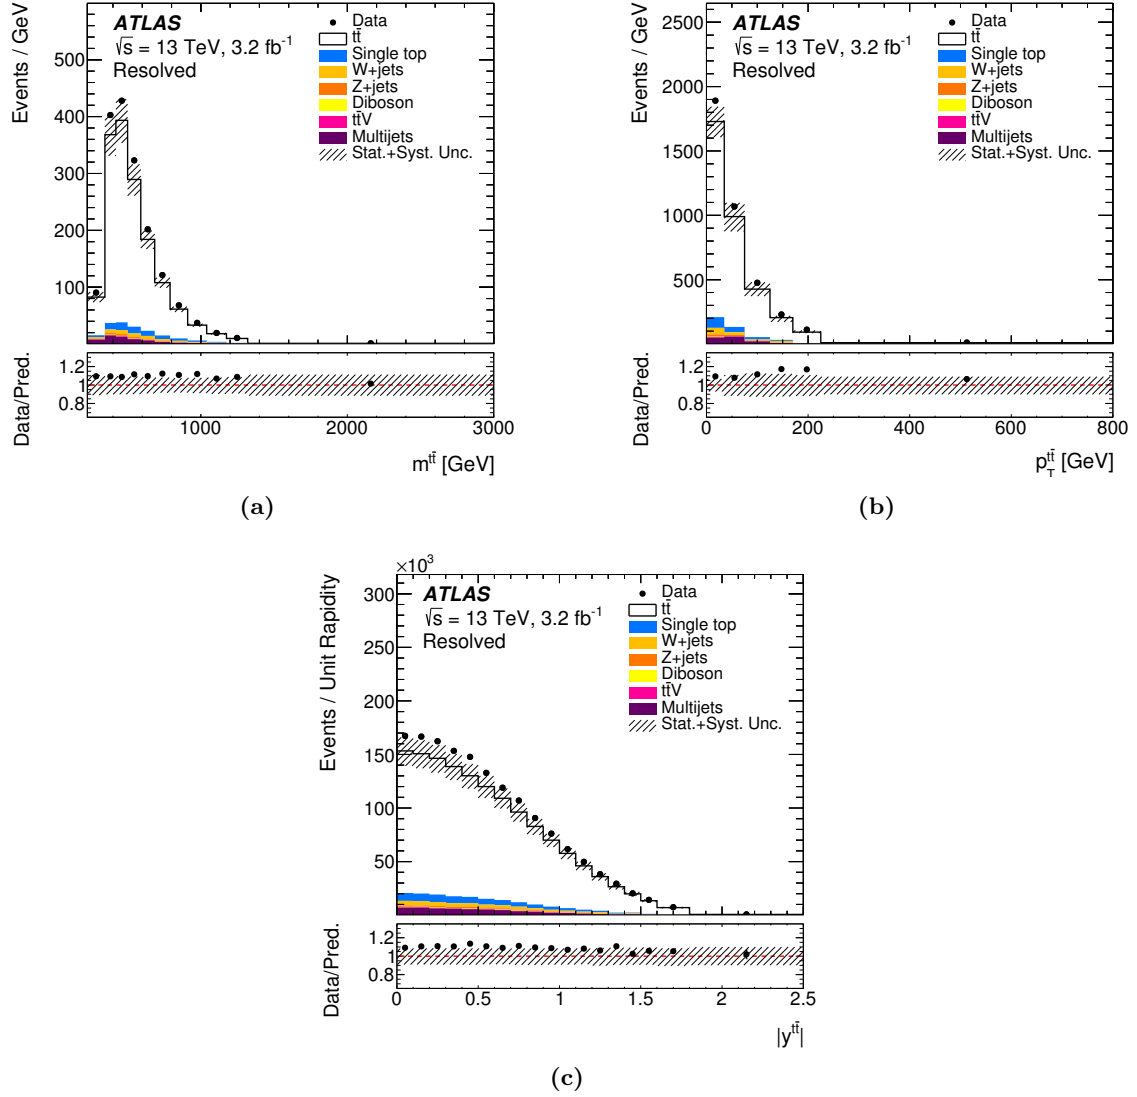 Events / GeV
600
500
400
300
200
100
ATLAS
√s = 13 TeV, 3.2 fb⁻¹
Resolved
Data
tt̄
Single top
W+jets
Z+jets
Diboson
tt̄V
Multijets
Stat.+Syst. Unc.
Data/Pred.
1.2
1
0.8
1000
2000
3000
m^{tt̄} [GeV]
(a)
Events / GeV
2500
2000
1500
1000
500
ATLAS
√s = 13 TeV, 3.2 fb⁻¹
Resolved
Data
tt̄
Single top
W+jets
Z+jets
Diboson
tt̄V
Multijets
Stat.+Syst. Unc.
Data/Pred.
1.2
1
0.8
0
200
400
600
800
p_T^{tt̄} [GeV]
(b)
×10³
Events / Unit Rapidity
300
250
200
150
100
50
ATLAS
√s = 13 TeV, 3.2 fb⁻¹
Resolved
Data
tt̄
Single top
W+jets
Z+jets
Diboson
tt̄V
Multijets
Stat.+Syst. Unc.
Data/Pred.
1.2
1
0.8
0
0.5
1
1.5
2
2.5
|y^{tt̄}|
(c)